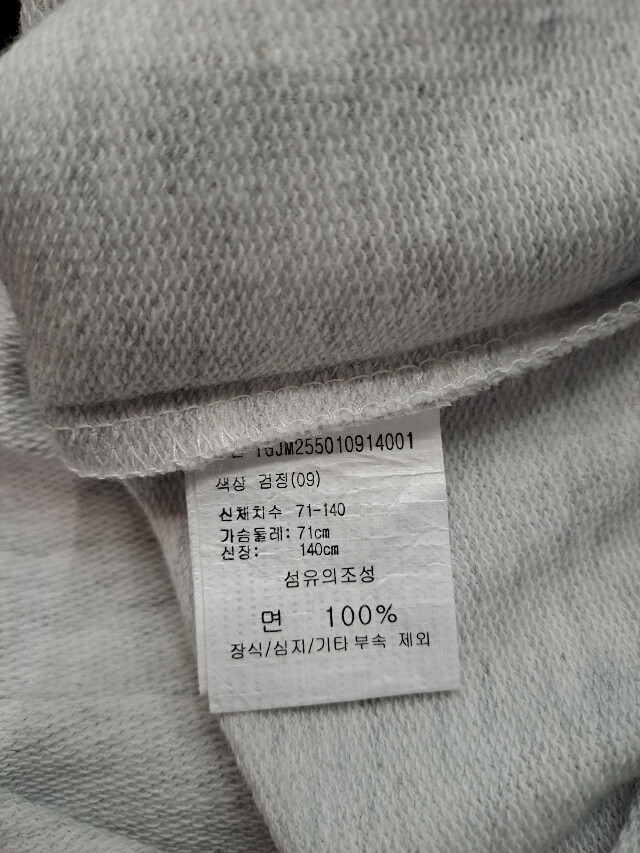 TGJM255010914001
색상 검정(09)
신체치수 71-140
가슴둘레: 71cm
신장: 140cm
섬유의조성
면 100%
장식/심지/기타부속 제외